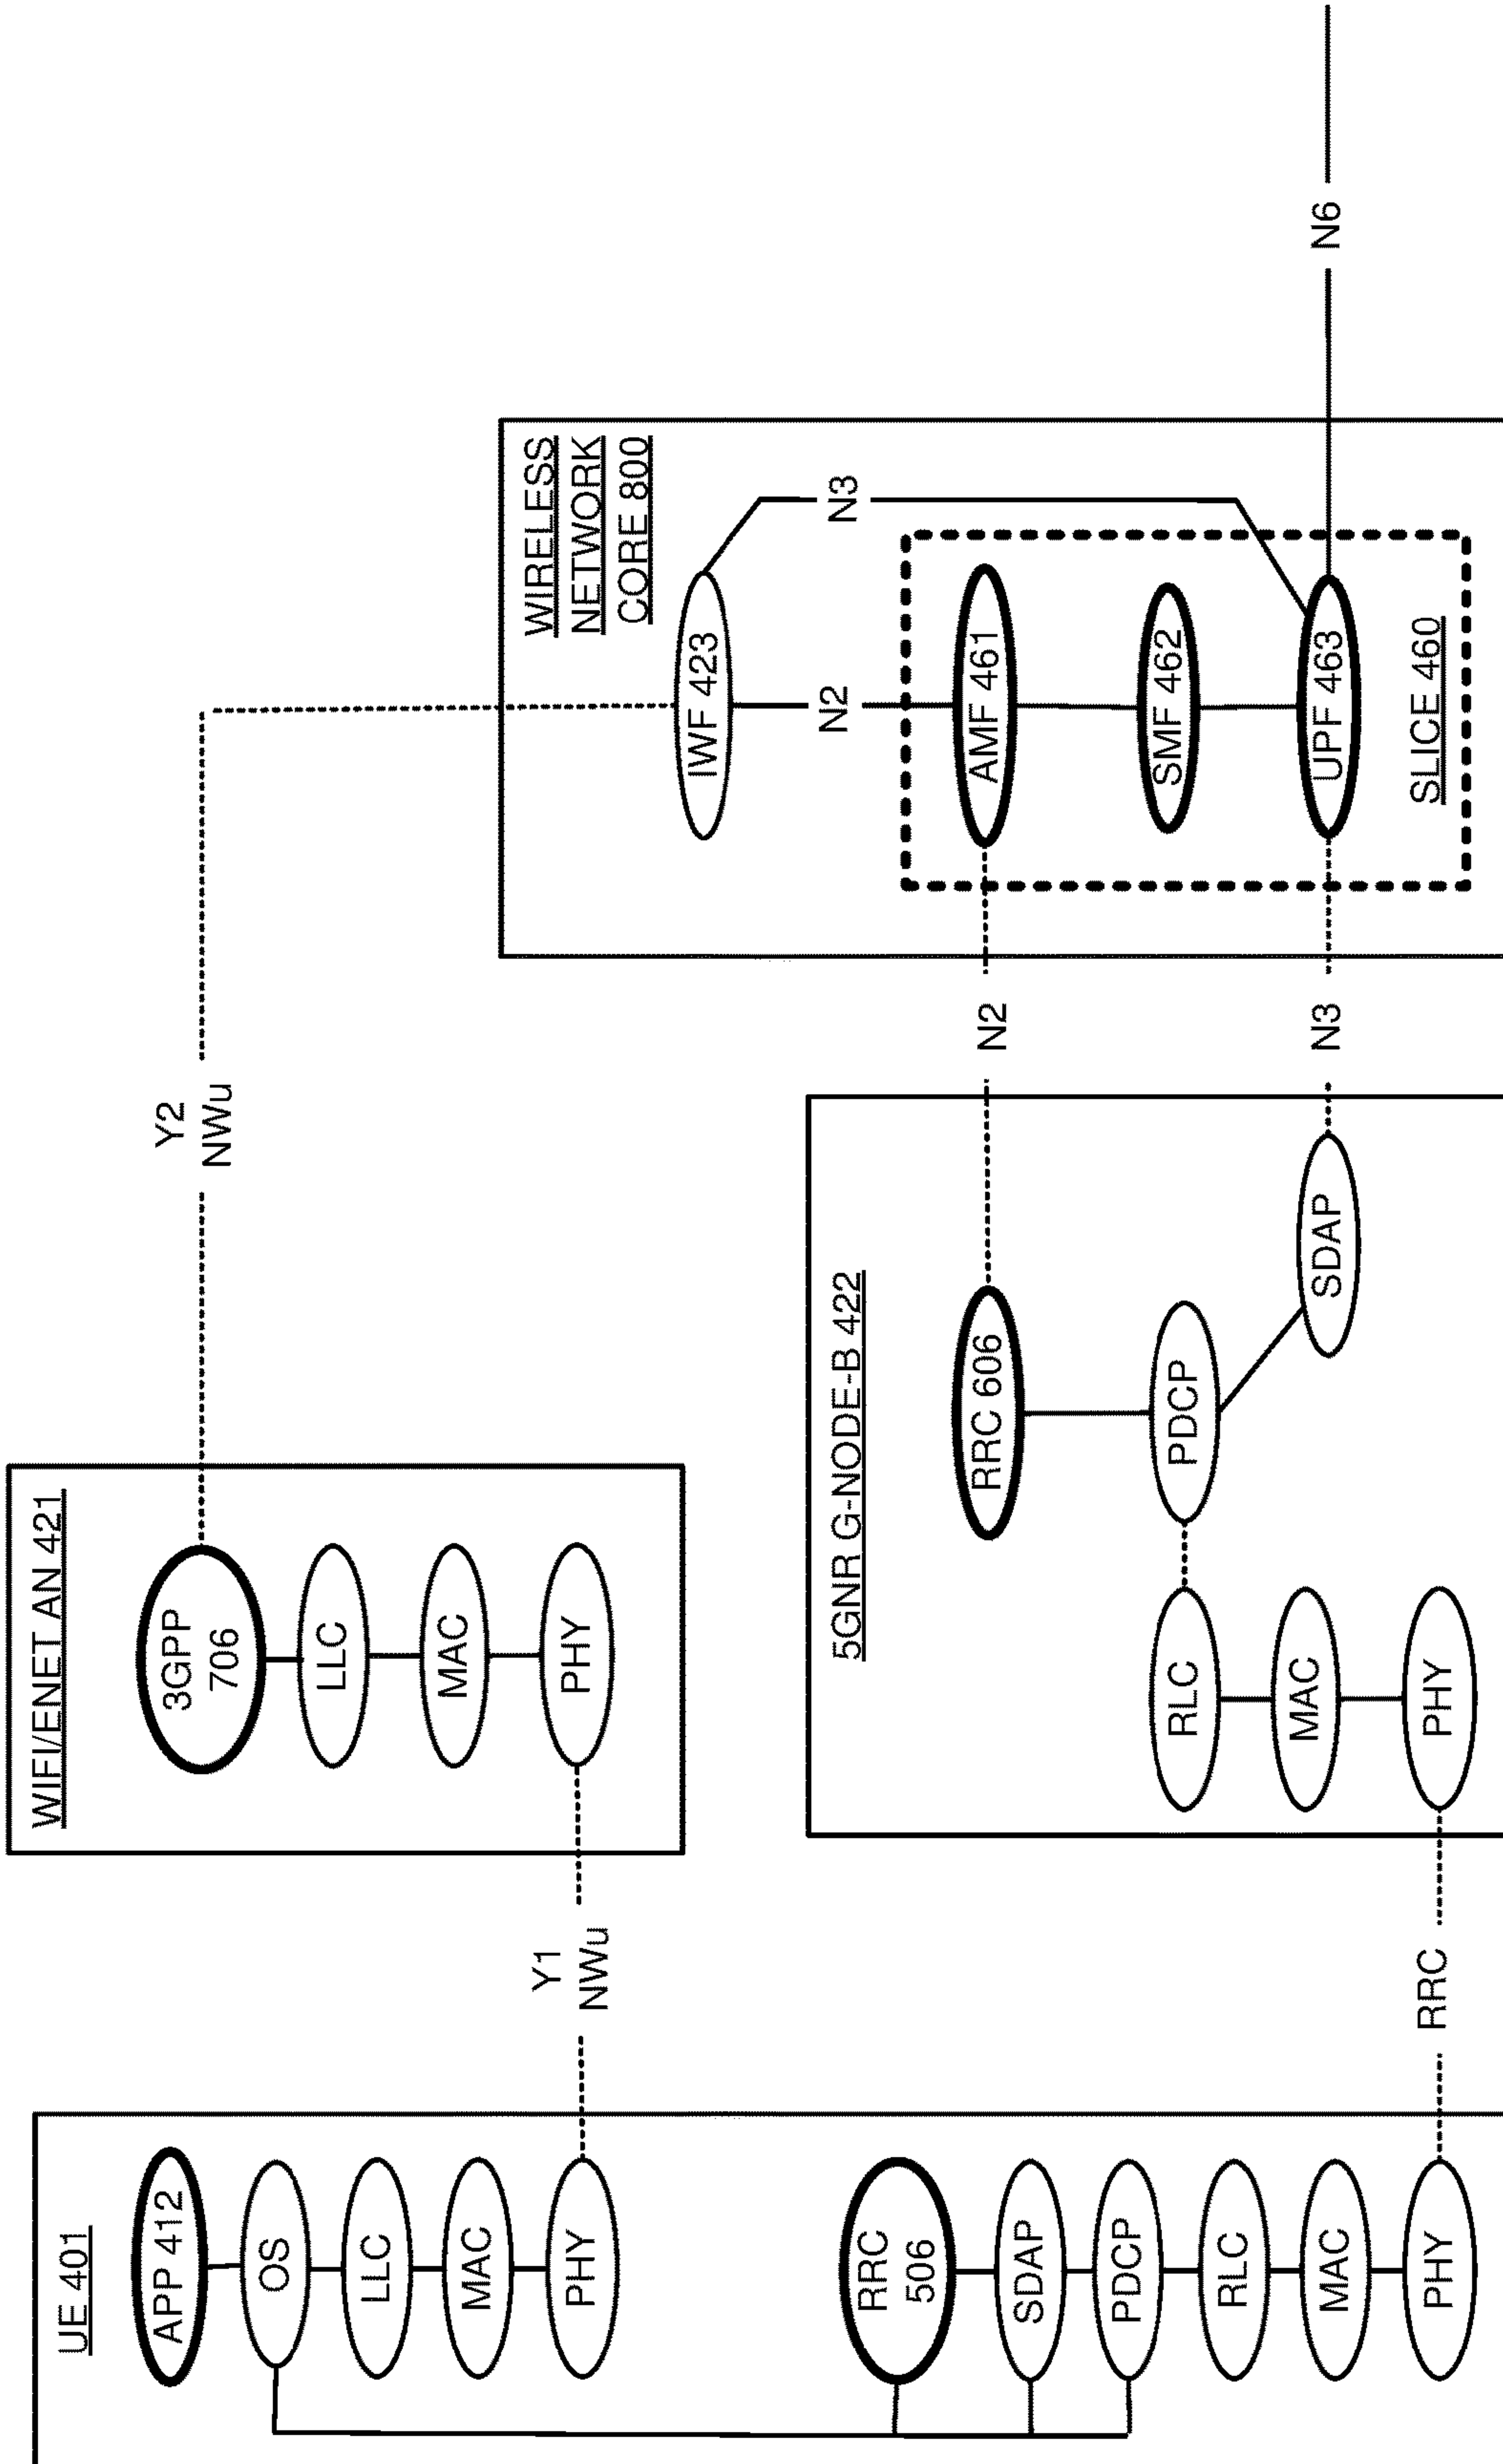 UE 401
APP 412
OS
LLC
MAC
PHY
RRC
506
SDAP
PDCP
RLC
MAC
PHY
Y1
NWu
RRC
WIFI/ENET AN 421
3GPP
706
LLC
MAC
PHY
5GNR G-NODE-B 422
RRC 606
PDCP
SDAP
RLC
MAC
PHY
Y2
NWu
N2
N3
WIRELESS
NETWORK
CORE 800
IWF 423
N2
N3
AMF 461
SMF 462
UPF 463
SLICE 460
N6